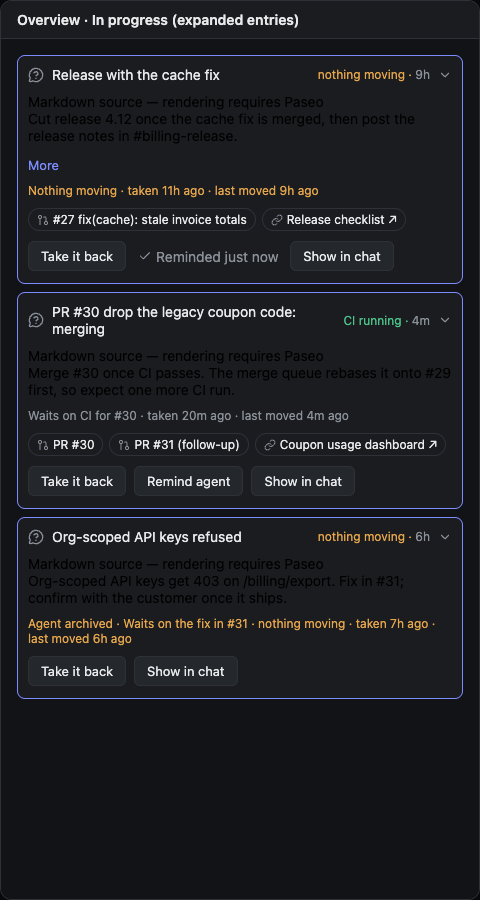 Overview · In progress (expanded entries)
Release with the cache fix
nothing moving · 9h
Markdown source — rendering requires Paseo
Cut release 4.12 once the cache fix is merged, then post the
release notes in #billing-release.
More
Nothing moving · taken 11h ago · last moved 9h ago
#27 fix(cache): stale invoice totals
Release checklist ↗
Take it back
✓ Reminded just now
Show in chat
PR #30 drop the legacy coupon code:
merging
CI running · 4m
Markdown source — rendering requires Paseo
Merge #30 once CI passes. The merge queue rebases it onto #29
first, so expect one more CI run.
Waits on CI for #30 · taken 20m ago · last moved 4m ago
PR #30
PR #31 (follow-up)
Coupon usage dashboard ↗
Take it back
Remind agent
Show in chat
Org-scoped API keys refused
nothing moving · 6h
Markdown source — rendering requires Paseo
Org-scoped API keys get 403 on /billing/export. Fix in #31;
confirm with the customer once it ships.
Agent archived · Waits on the fix in #31 · nothing moving · taken 7h ago ·
last moved 6h ago
Take it back
Show in chat